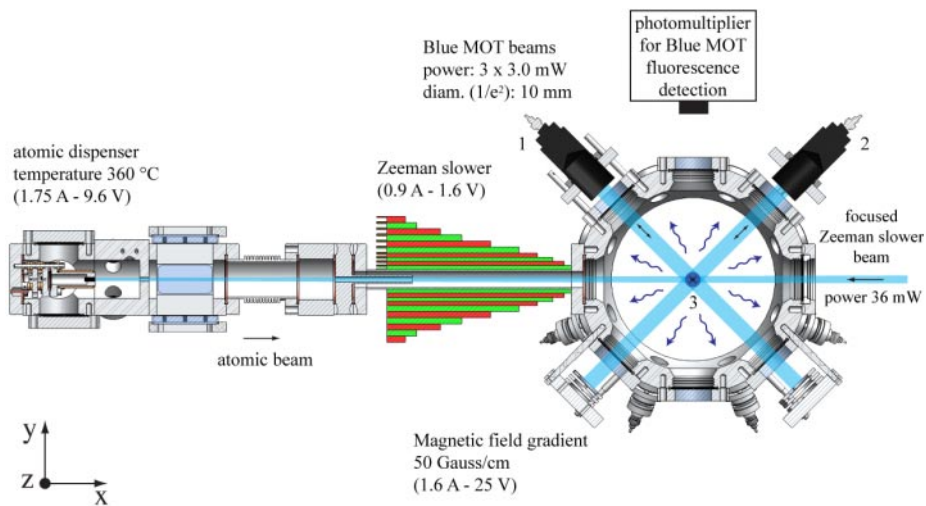 photomultiplier
for Blue MOT
fluorescence
detection
Blue MOT beams
power: 3 x 3.0 mW
diam. (1/e²): 10 mm
1
2
atomic dispenser
temperature 360 °C
(1.75 A - 9.6 V)
Zeeman slower
(0.9 A - 1.6 V)
focused
Zeeman slower
beam
power 36 mW
3
atomic beam
Magnetic field gradient
50 Gauss/cm
(1.6 A - 25 V)
y
z
x